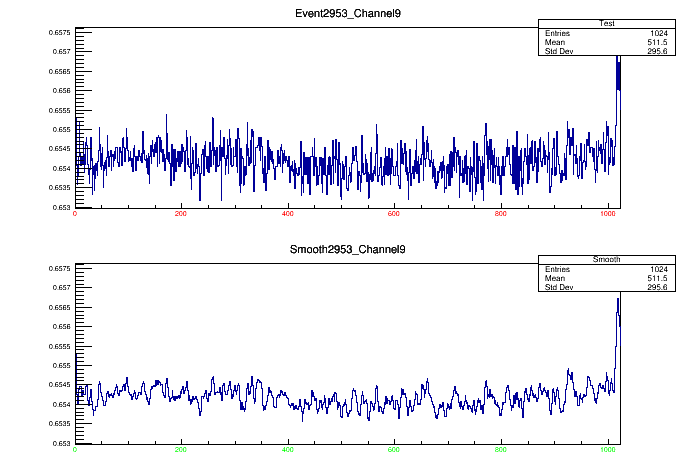 Event2953_Channel9
Test
Entries 1024
Mean 511.5
Std Dev 295.6
0.6575
0.657
0.6565
0.656
0.6555
0.655
0.6545
0.654
0.6535
0.653
0 200 400 600 800 1000
Smooth2953_Channel9
Smooth
Entries 1024
Mean 511.5
Std Dev 295.6
0.6575
0.657
0.6565
0.656
0.6555
0.655
0.6545
0.654
0.6535
0.653
0 200 400 600 800 1000